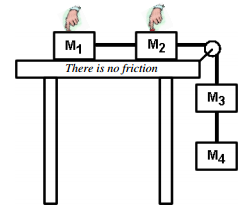 M1 M2
There is no friction
M3
M4